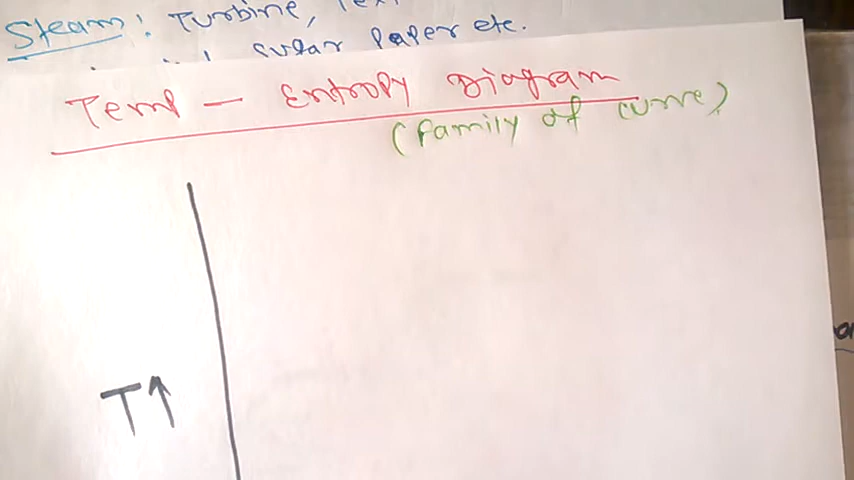 Steam: Turbine,
sugar Paper etc.
Temp — Entropy Diagram
(Family of curve)
T↑